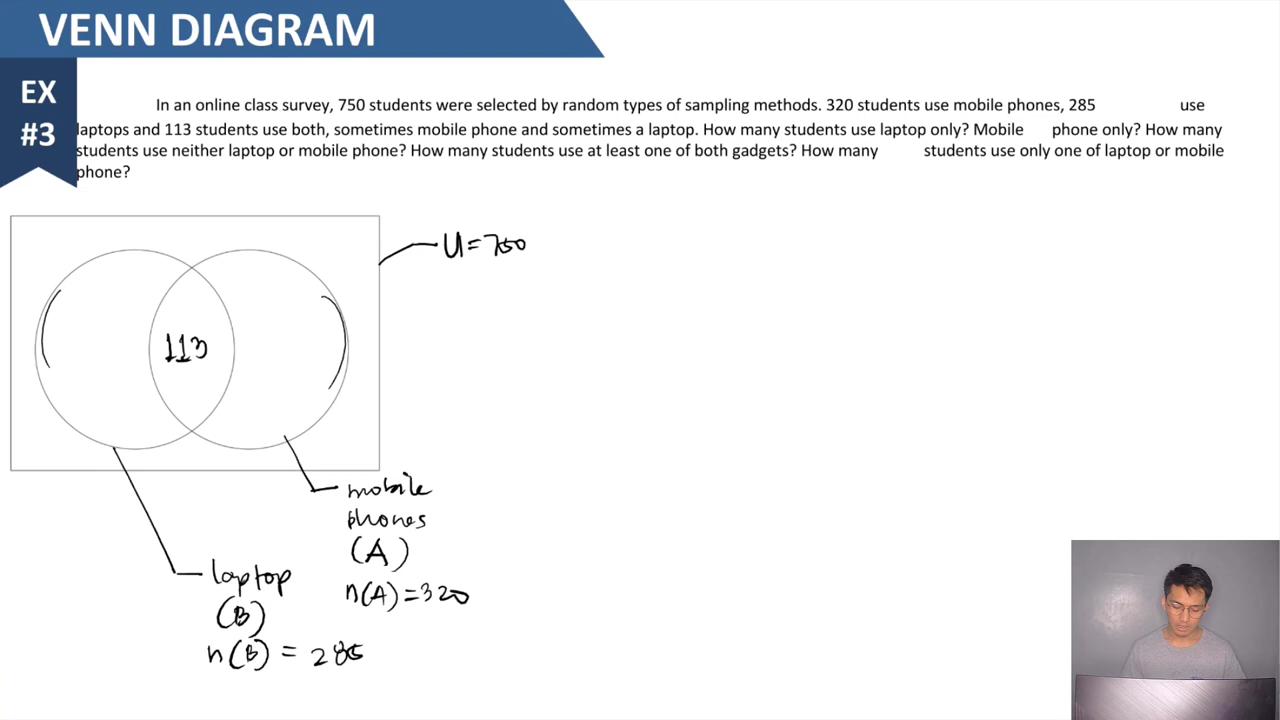 VENN DIAGRAM
EX
#3
In an online class survey, 750 students were selected by random types of sampling methods. 320 students use mobile phones, 285 use
laptops and 113 students use both, sometimes mobile phone and sometimes a laptop. How many students use laptop only? Mobile phone only? How many
students use neither laptop or mobile phone? How many students use at least one of both gadgets? How many students use only one of laptop or mobile
phone?
U=750
113
mobile
phones
(A)
n(A)=320
laptop
(B)
n(B) = 285